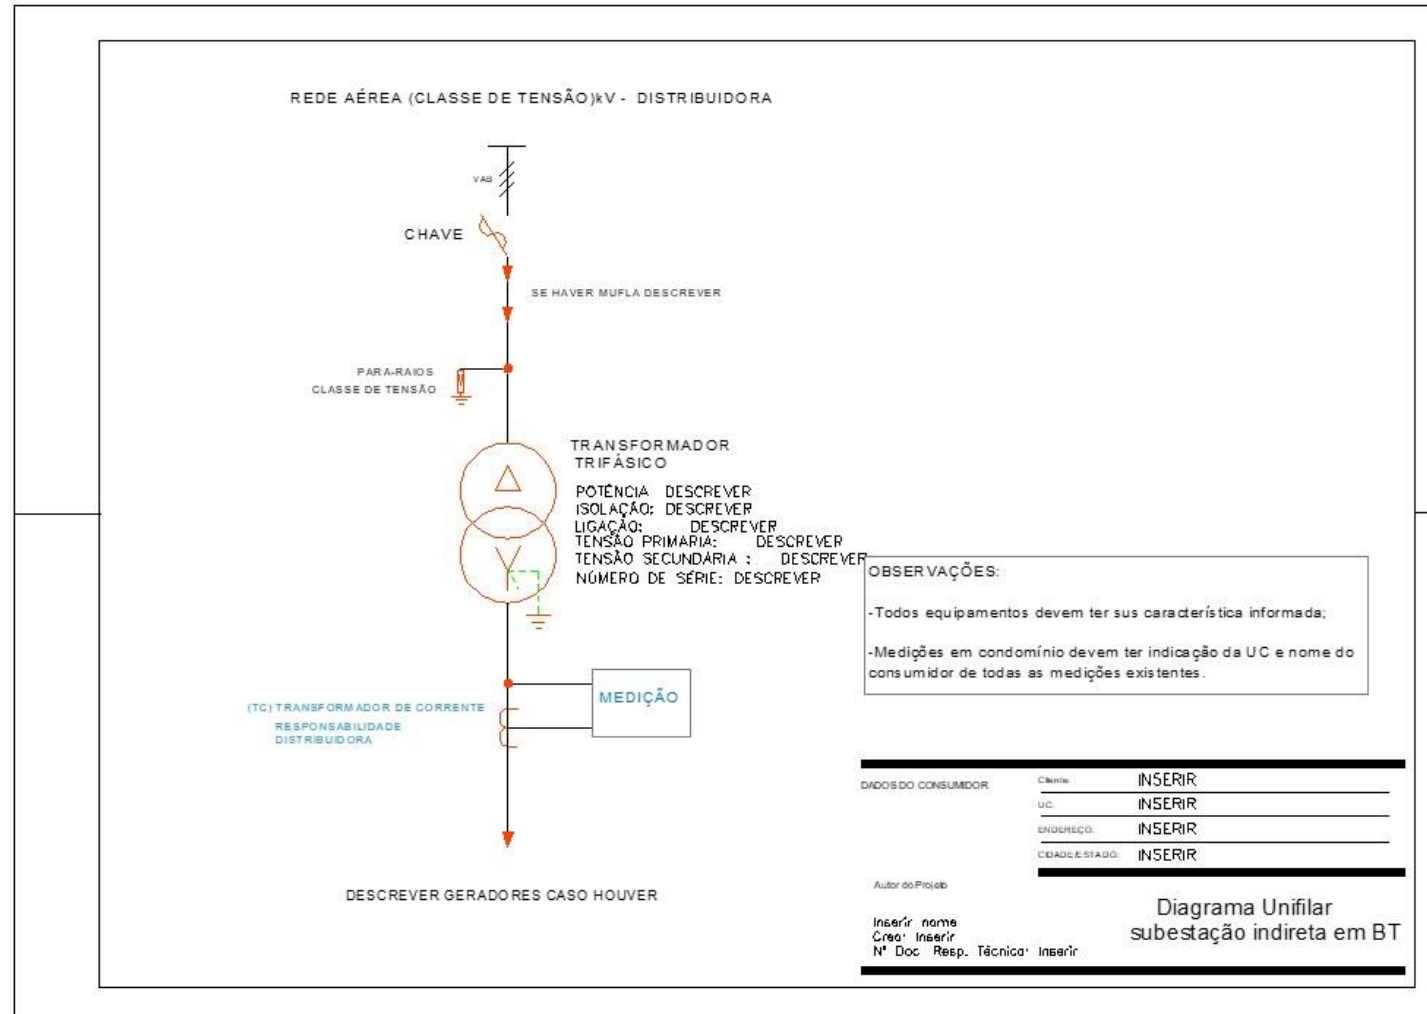 REDE AÉREA (CLASSE DE TENSÃO)kV - DISTRIBUIDORA
VAB
CHAVE
SE HAVER MUFLA DESCREVER
PARA-RAIOS
CLASSE DE TENSÃO
TRANSFORMADOR
TRIFÁSICO
POTÊNCIA DESCREVER
ISOLAÇÃO: DESCREVER
LIGAÇÃO: DESCREVER
TENSÃO PRIMARIA: DESCREVER
TENSÃO SECUNDÁRIA : DESCREVER
NÚMERO DE SÉRIE: DESCREVER
OBSERVAÇÕES:
-Todos equipamentos devem ter sus característica informada;
-Medições em condomínio devem ter indicação da UC e nome do
consumidor de todas as medições existentes.
MEDIÇÃO
(TC) TRANSFORMADOR DE CORRENTE
RESPONSABILIDADE
DISTRIBUIDORA
DESCREVER GERADORES CASO HOUVER
DADOS DO CONSUMIDOR
Cliente: INSERIR
UC: INSERIR
ENDEREÇO: INSERIR
CIDADE/ESTADO: INSERIR
Autor do Projeto
Inserir nome
Crea: Inserir
N° Doc. Resp. Técnica: Inserir
Diagrama Unifilar
subestação indireta em BT